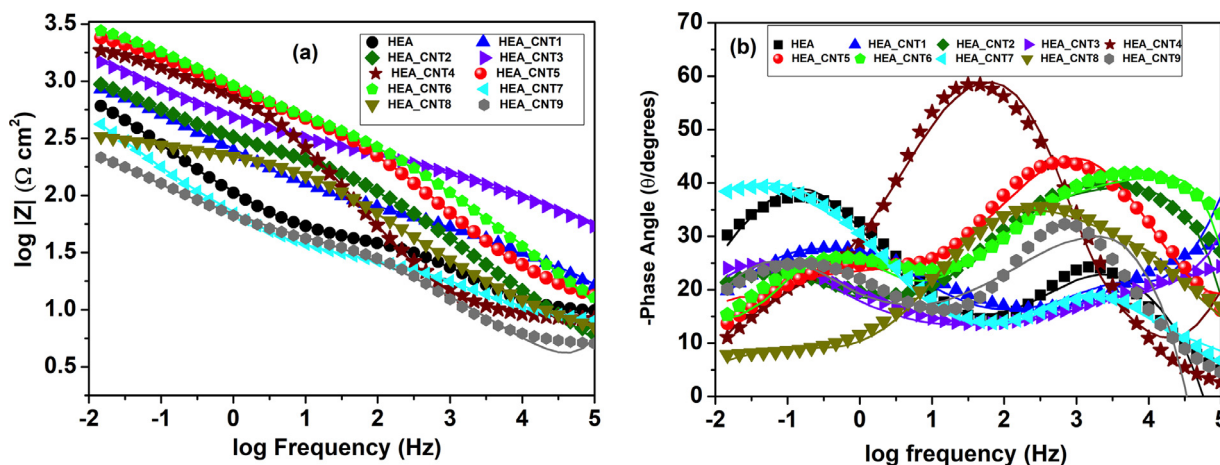 (a)
HEA HEA_CNT1
HEA_CNT2 HEA_CNT3
HEA_CNT4 HEA_CNT5
HEA_CNT6 HEA_CNT7
HEA_CNT8 HEA_CNT9
log |Z| (Ω cm²)
3.5
3.0
2.5
2.0
1.5
1.0
0.5
-2 -1 0 1 2 3 4 5
log Frequency (Hz)
(b)
HEA HEA_CNT1 HEA_CNT2 HEA_CNT3 HEA_CNT4
HEA_CNT5 HEA_CNT6 HEA_CNT7 HEA_CNT8 HEA_CNT9
-Phase Angle (θ/degrees)
70
60
50
40
30
20
10
0
-2 -1 0 1 2 3 4 5
log frequency (Hz)